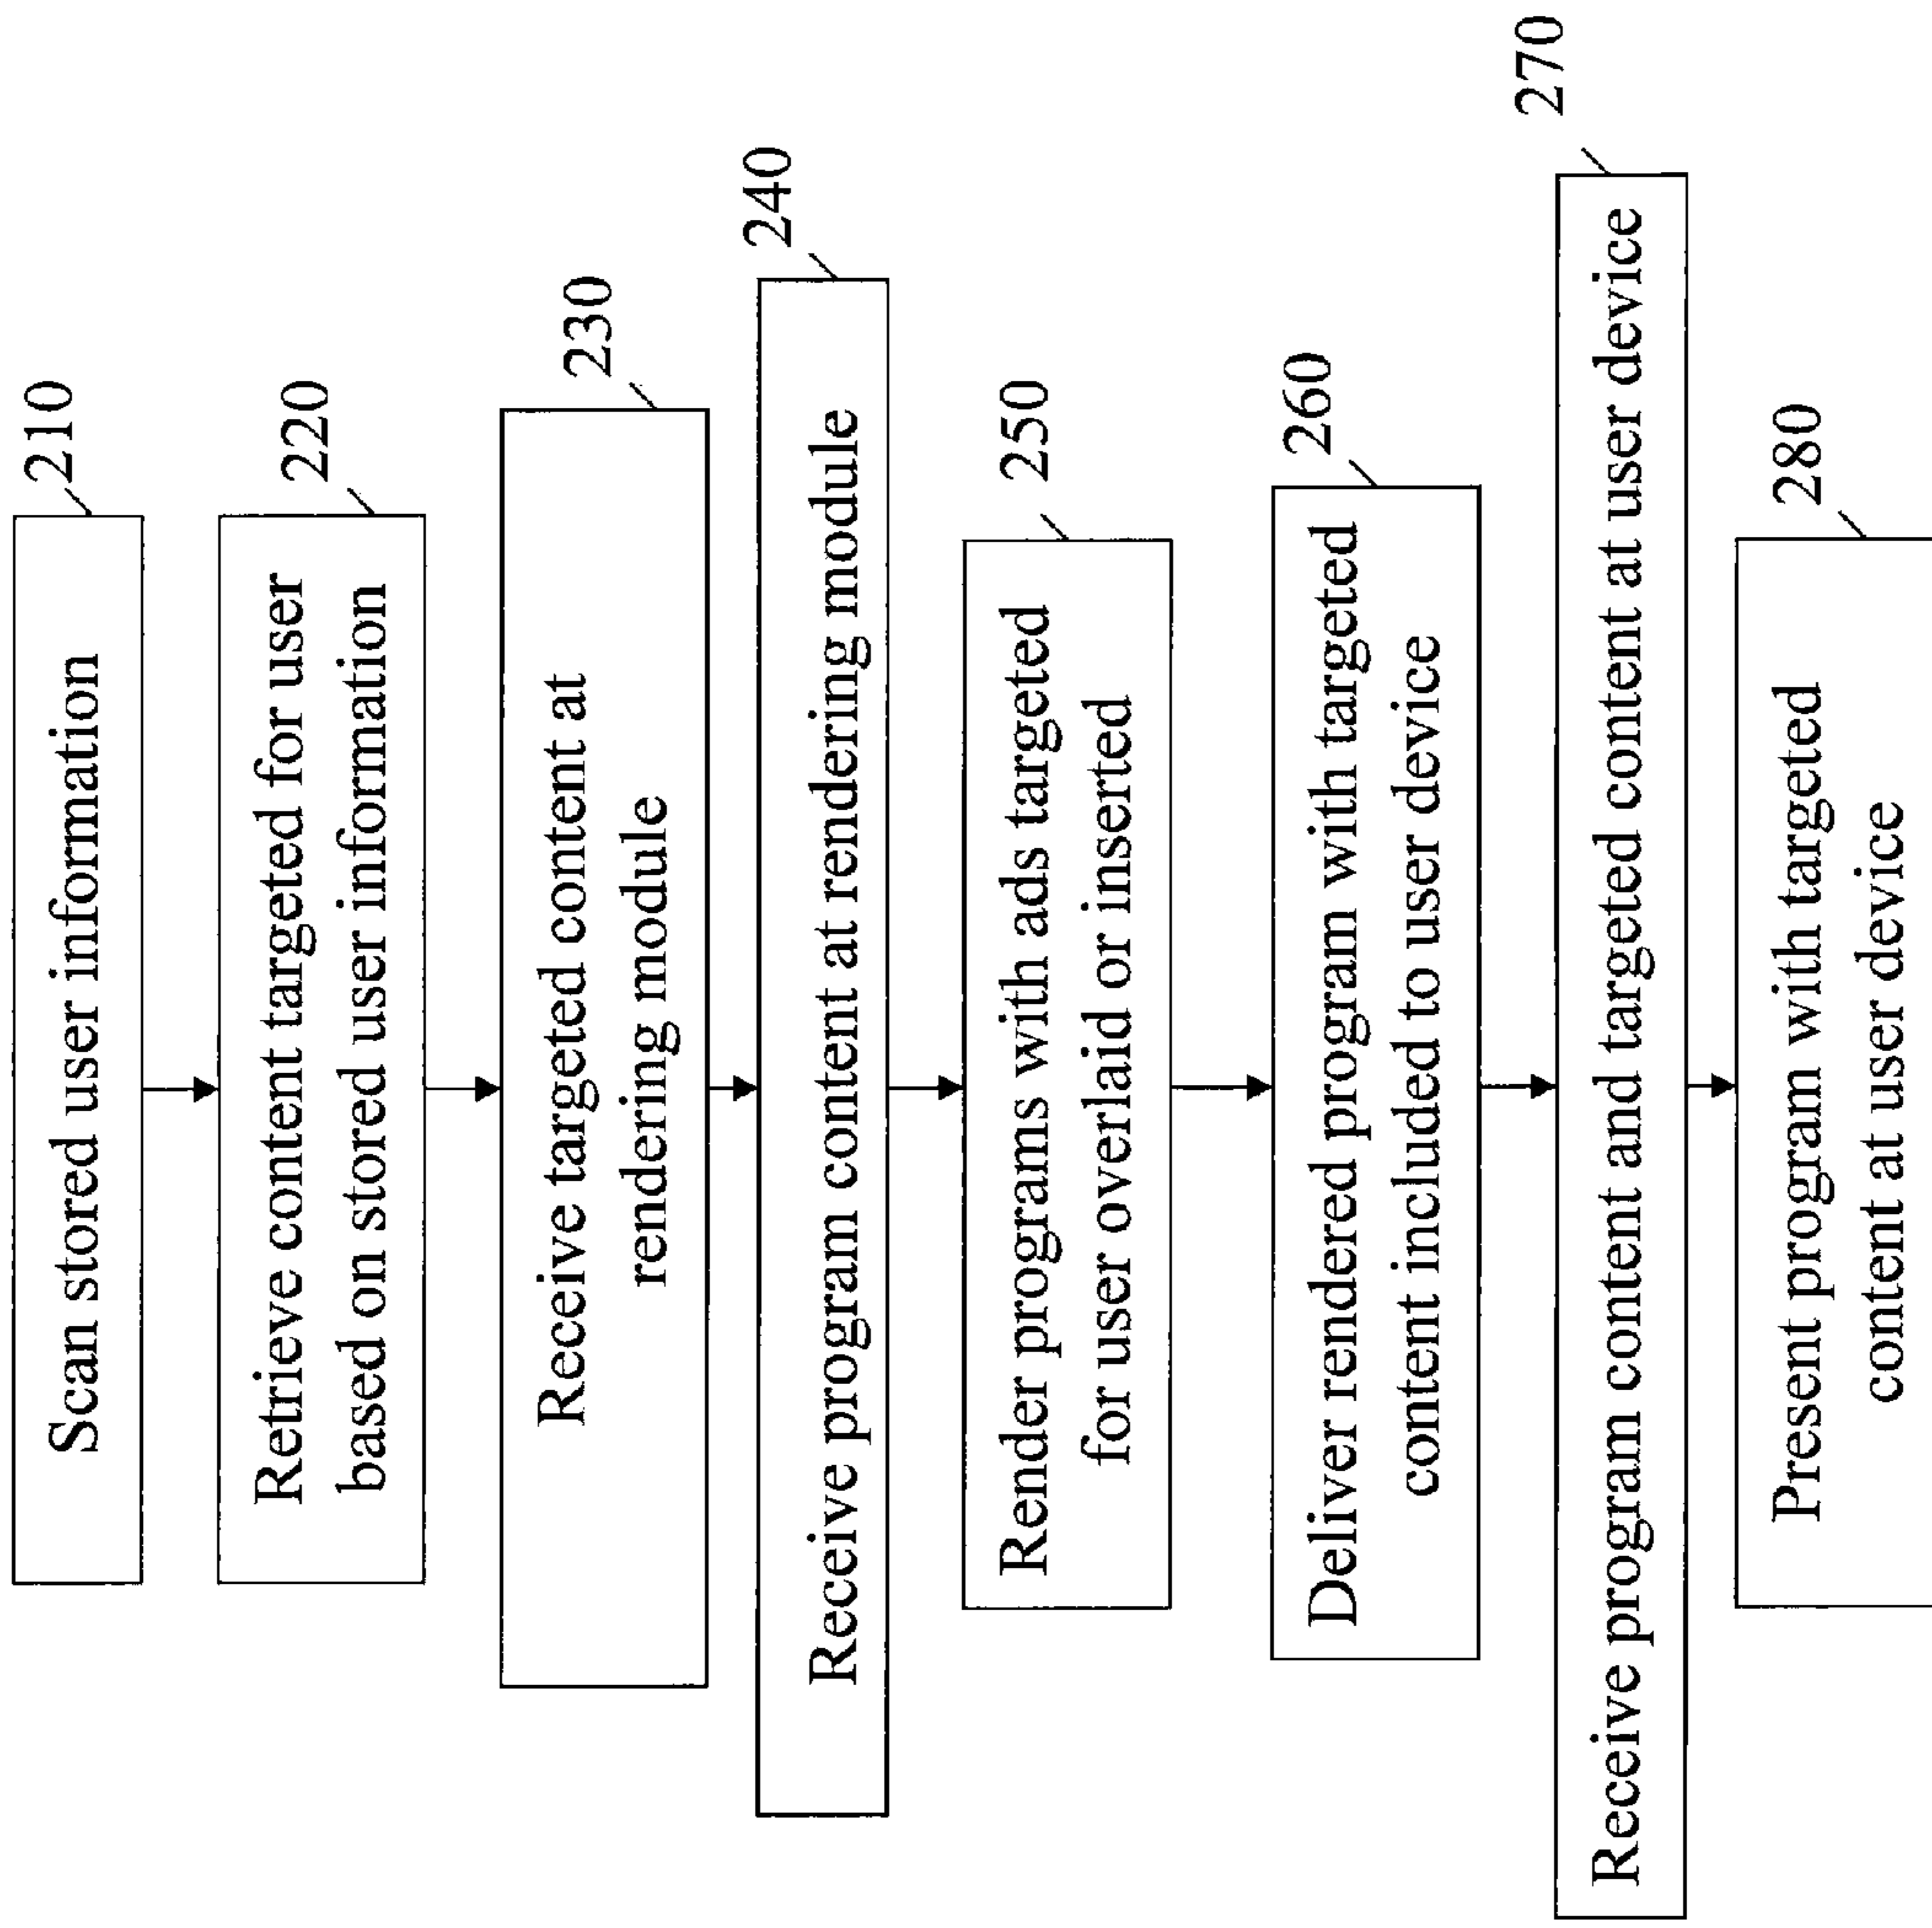 210
Scan stored user information
220
Retrieve content targeted for user
based on stored user information
230
Receive targeted content at
rendering module
240
Receive program content at rendering module
250
Render programs with ads targeted
for user overlaid or inserted
260
Deliver rendered program with targeted
content included to user device
270
Receive program content and targeted content at user device
280
Present program with targeted
content at user device